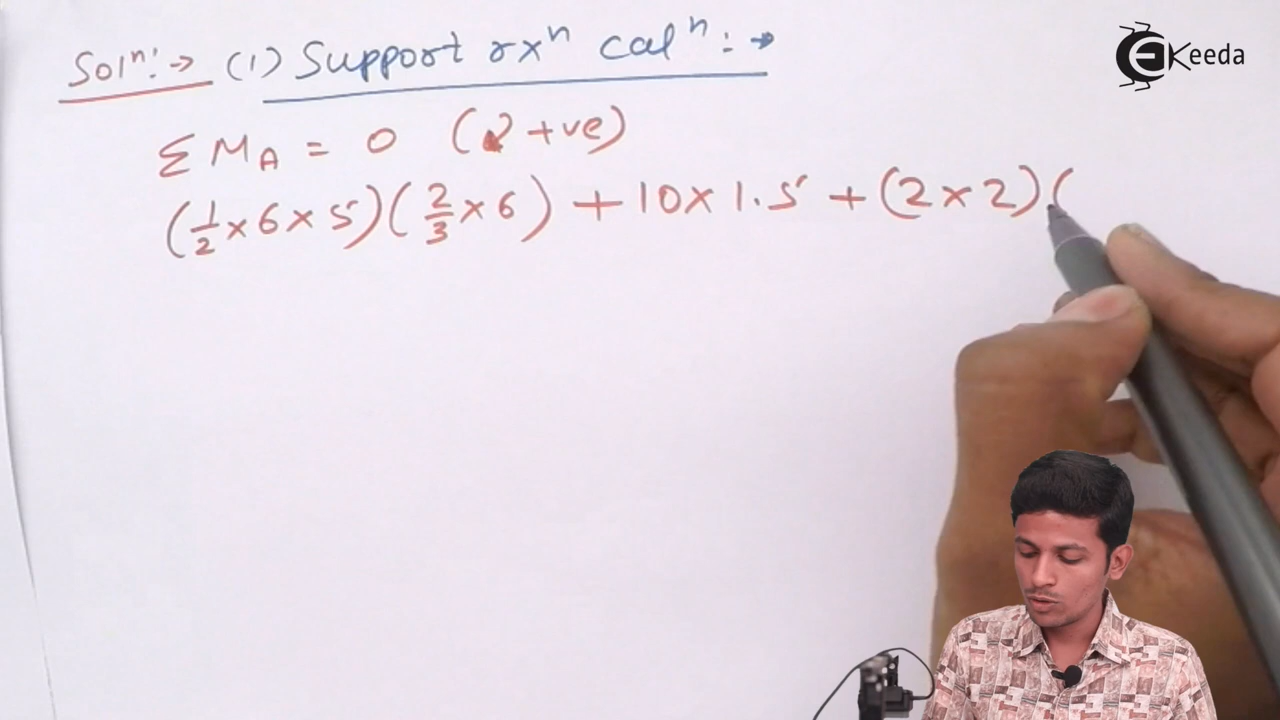 Solⁿ:→ (1) Support rxⁿ calⁿ:→
EKeeda
ΣM_A = 0 (↻ +ve)
(1/2 × 6 × 5)(2/3 × 6) + 10 × 1.5 + (2 × 2)(